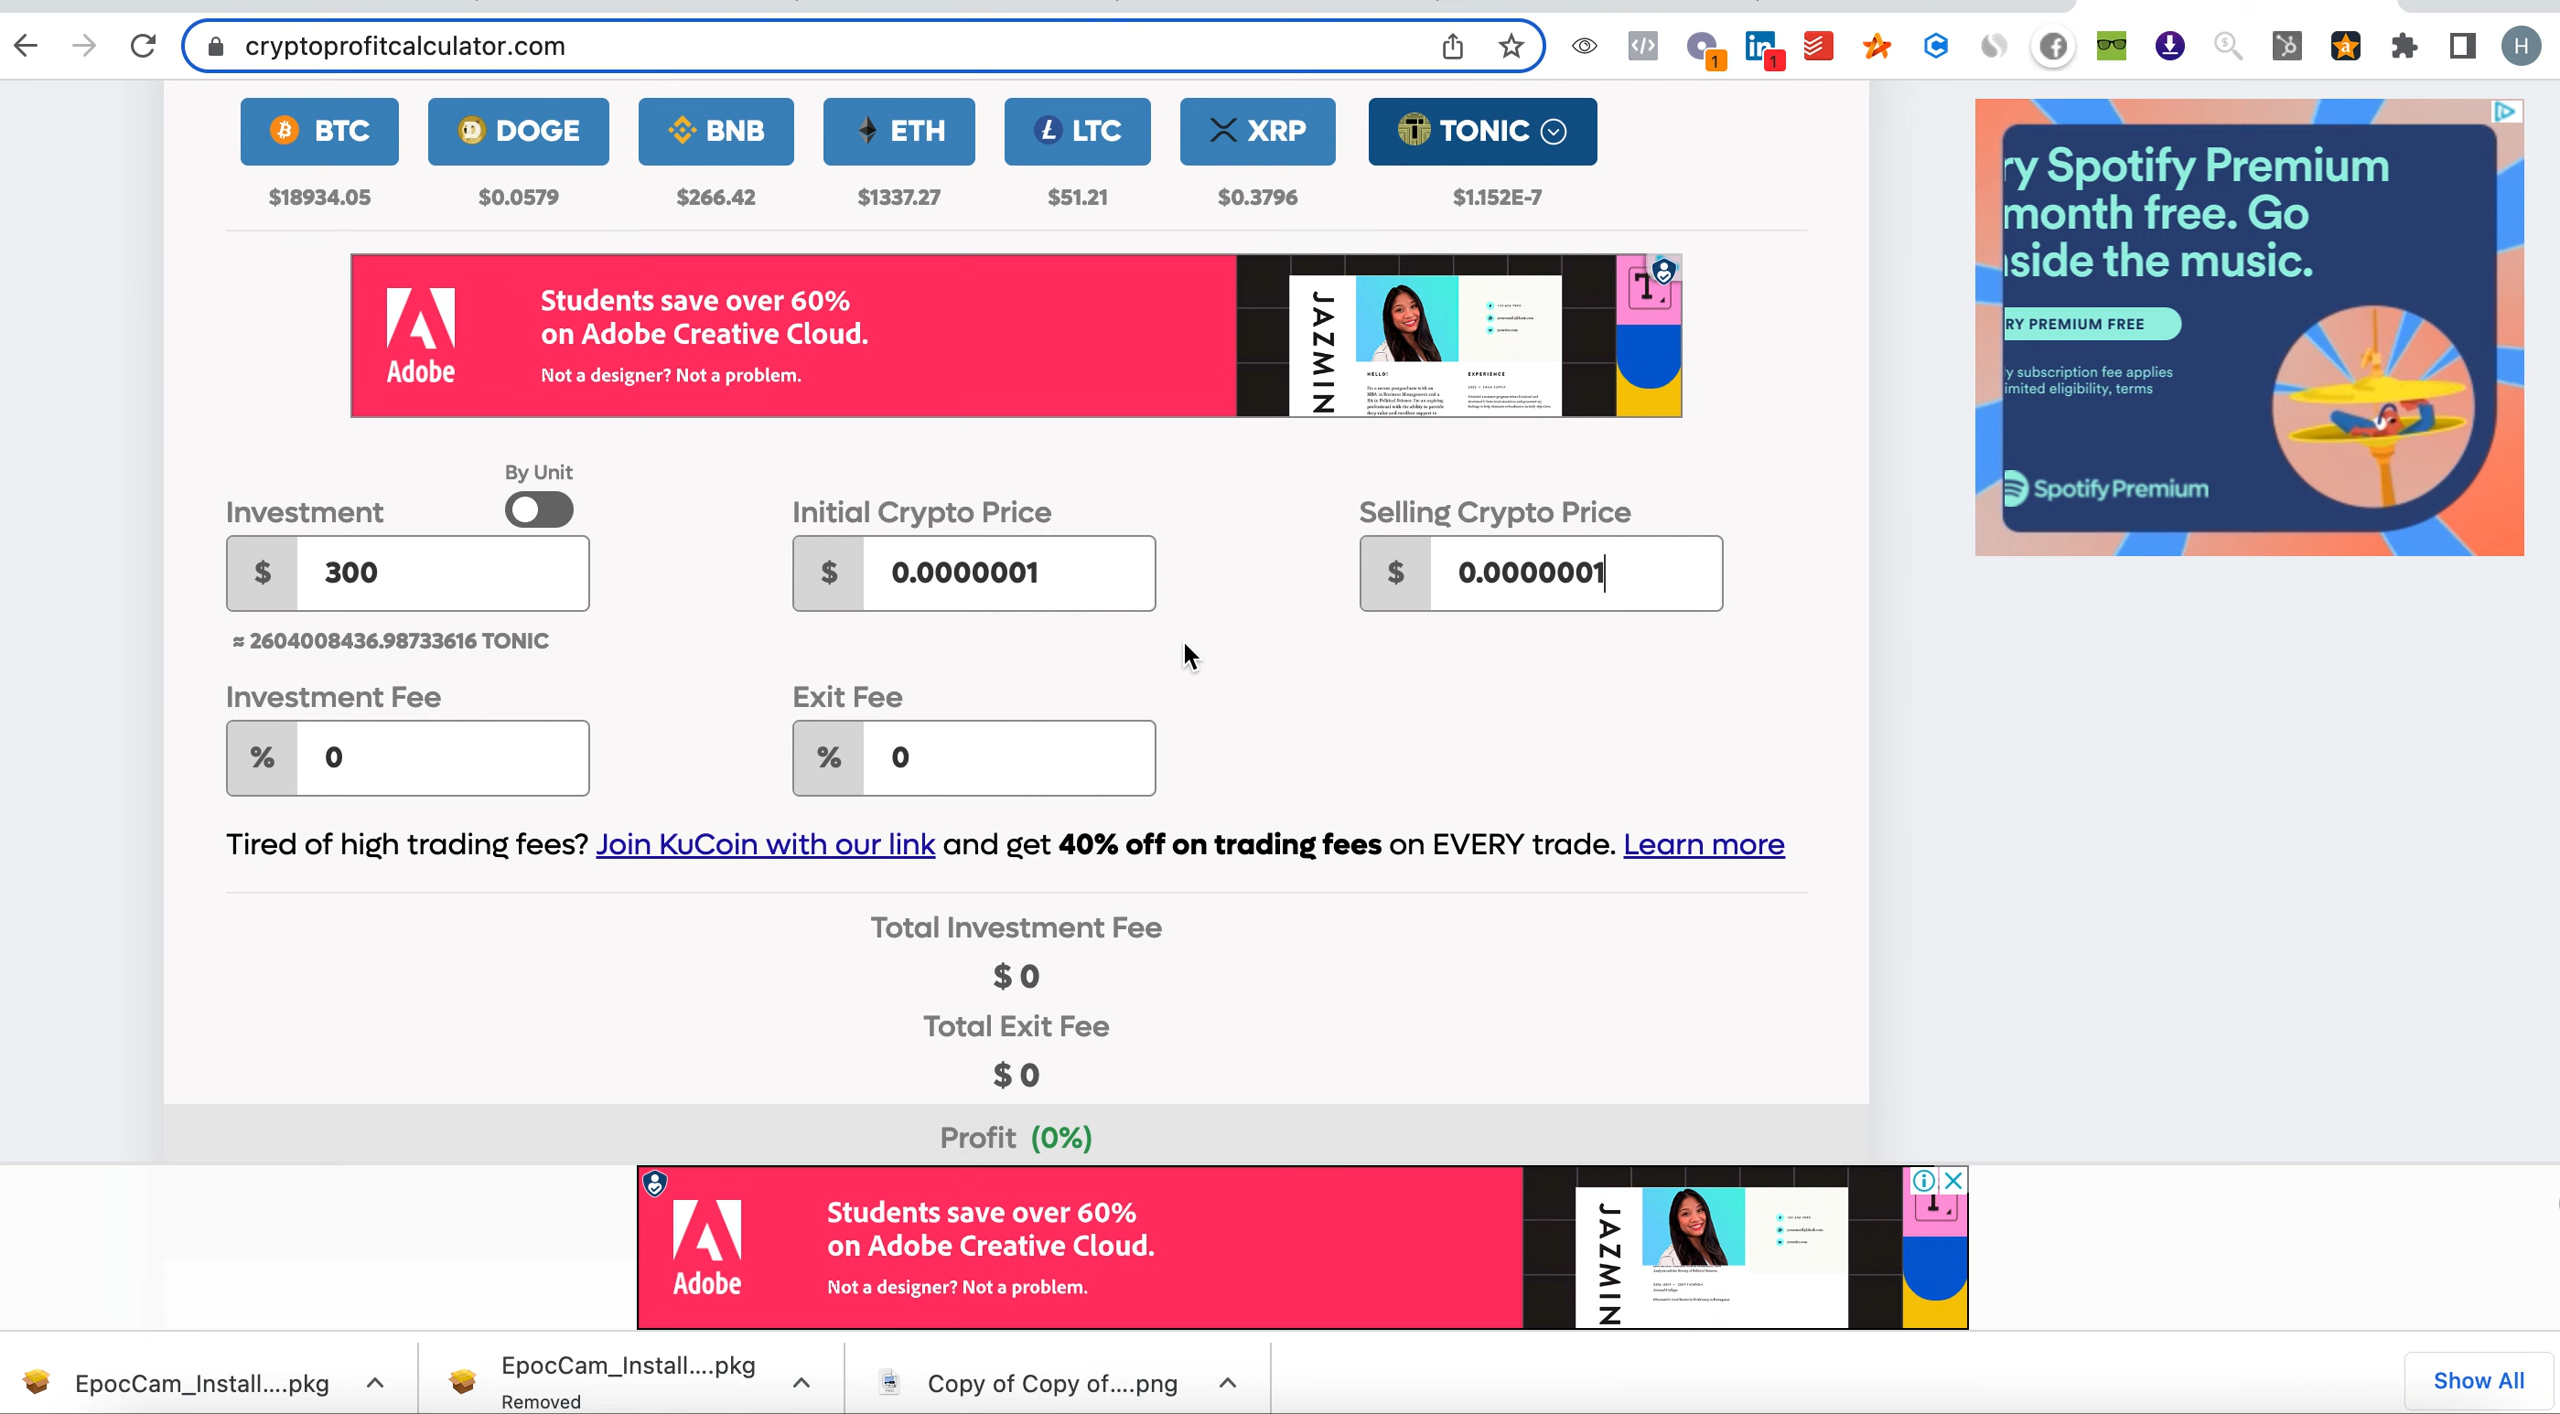 cryptoprofitcalculator.com
1
1
H
BTC
DOGE
BNB
ETH
LTC
XRP
TONIC
$18934.05
$0.0579
$266.42
$1337.27
$51.21
$0.3796
$1.152E-7
ry Spotify Premium
month free. Go
nside the music.
RY PREMIUM FREE
y subscription fee applies
imited eligibility, terms
Spotify Premium
Adobe
Students save over 60%
on Adobe Creative Cloud.
Not a designer? Not a problem.
JAZMIN
HELLO!
EXPERIENCE
T
By Unit
Investment
Initial Crypto Price
Selling Crypto Price
$ 300
$ 0.0000001
$ 0.0000001
≈ 2604008436.98733616 TONIC
Investment Fee
Exit Fee
% 0
% 0
Tired of high trading fees? Join KuCoin with our link and get 40% off on trading fees on EVERY trade. Learn more
Total Investment Fee
$ 0
Total Exit Fee
$ 0
Profit (0%)
Adobe
Students save over 60%
on Adobe Creative Cloud.
Not a designer? Not a problem.
JAZMIN
EpocCam_Install....pkg
EpocCam_Install....pkg
Removed
Copy of Copy of....png
Show All